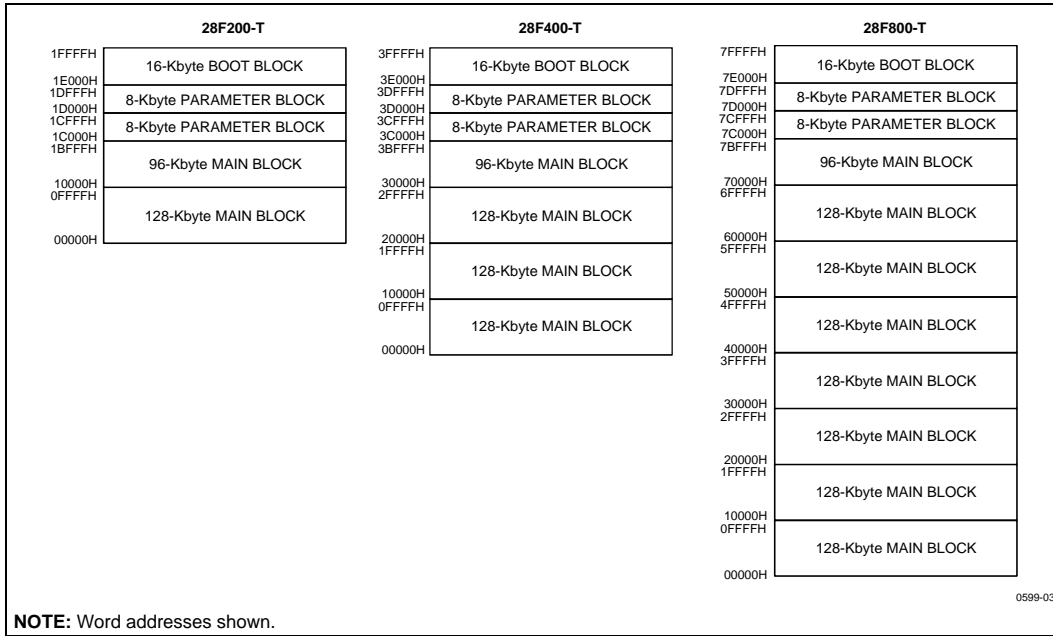 28F200-T
1FFFFH
16-Kbyte BOOT BLOCK
1E000H
1DFFFH
8-Kbyte PARAMETER BLOCK
1D000H
1CFFFH
8-Kbyte PARAMETER BLOCK
1C000H
1BFFFH
96-Kbyte MAIN BLOCK
10000H
0FFFFH
128-Kbyte MAIN BLOCK
00000H
28F400-T
3FFFFH
16-Kbyte BOOT BLOCK
3E000H
3DFFFH
8-Kbyte PARAMETER BLOCK
3D000H
3CFFFH
8-Kbyte PARAMETER BLOCK
3C000H
3BFFFH
96-Kbyte MAIN BLOCK
30000H
2FFFFH
128-Kbyte MAIN BLOCK
20000H
1FFFFH
128-Kbyte MAIN BLOCK
10000H
0FFFFH
128-Kbyte MAIN BLOCK
00000H
28F800-T
7FFFFH
16-Kbyte BOOT BLOCK
7E000H
7DFFFH
8-Kbyte PARAMETER BLOCK
7D000H
7CFFFH
8-Kbyte PARAMETER BLOCK
7C000H
7BFFFH
96-Kbyte MAIN BLOCK
70000H
6FFFFH
128-Kbyte MAIN BLOCK
60000H
5FFFFH
128-Kbyte MAIN BLOCK
50000H
4FFFFH
128-Kbyte MAIN BLOCK
40000H
3FFFFH
128-Kbyte MAIN BLOCK
30000H
2FFFFH
128-Kbyte MAIN BLOCK
20000H
1FFFFH
128-Kbyte MAIN BLOCK
10000H
0FFFFH
128-Kbyte MAIN BLOCK
00000H
0599-03
NOTE: Word addresses shown.